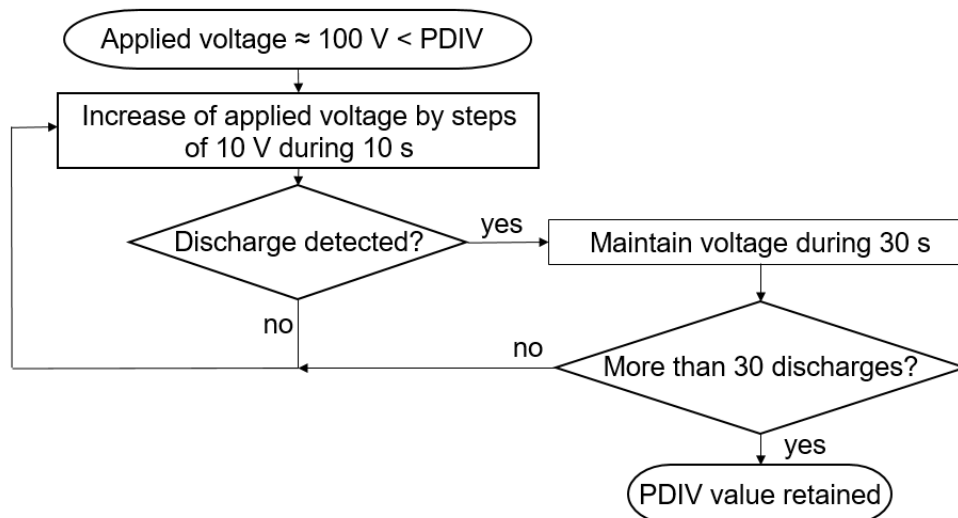 Applied voltage ≈ 100 V < PDIV
Increase of applied voltage by steps
of 10 V during 10 s
Discharge detected?
yes
Maintain voltage during 30 s
no
no
More than 30 discharges?
yes
PDIV value retained